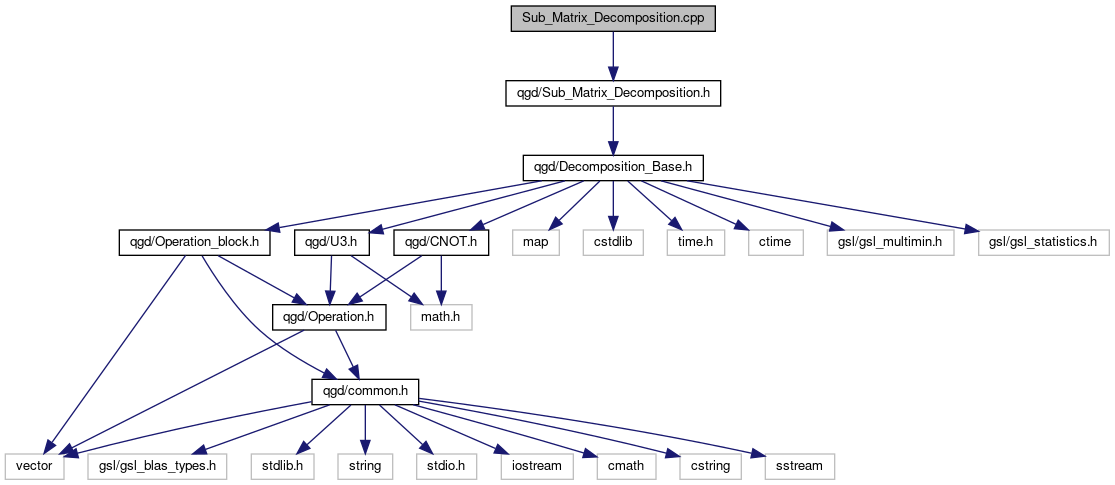 Sub_Matrix_Decomposition.cpp
qgd/Sub_Matrix_Decomposition.h
qgd/Decomposition_Base.h
qgd/Operation_block.h
qgd/U3.h
qgd/CNOT.h
map
cstdlib
time.h
ctime
gsl/gsl_multimin.h
gsl/gsl_statistics.h
qgd/Operation.h
math.h
qgd/common.h
vector
gsl/gsl_blas_types.h
stdlib.h
string
stdio.h
iostream
cmath
cstring
sstream